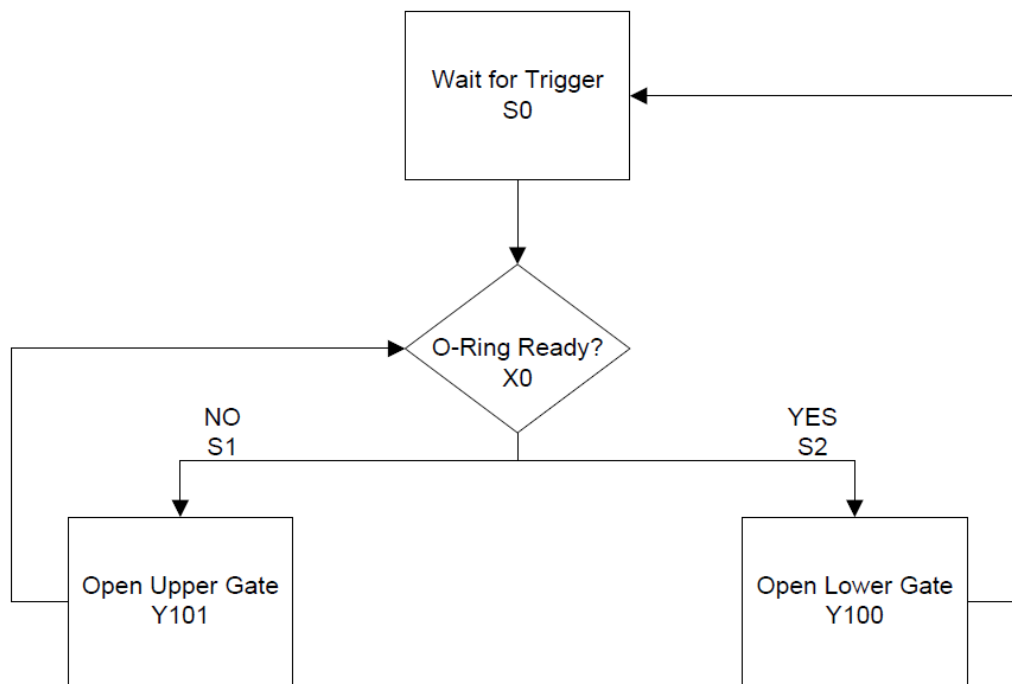 Wait for Trigger
S0
O-Ring Ready?
X0
NO
S1
YES
S2
Open Upper Gate
Y101
Open Lower Gate
Y100